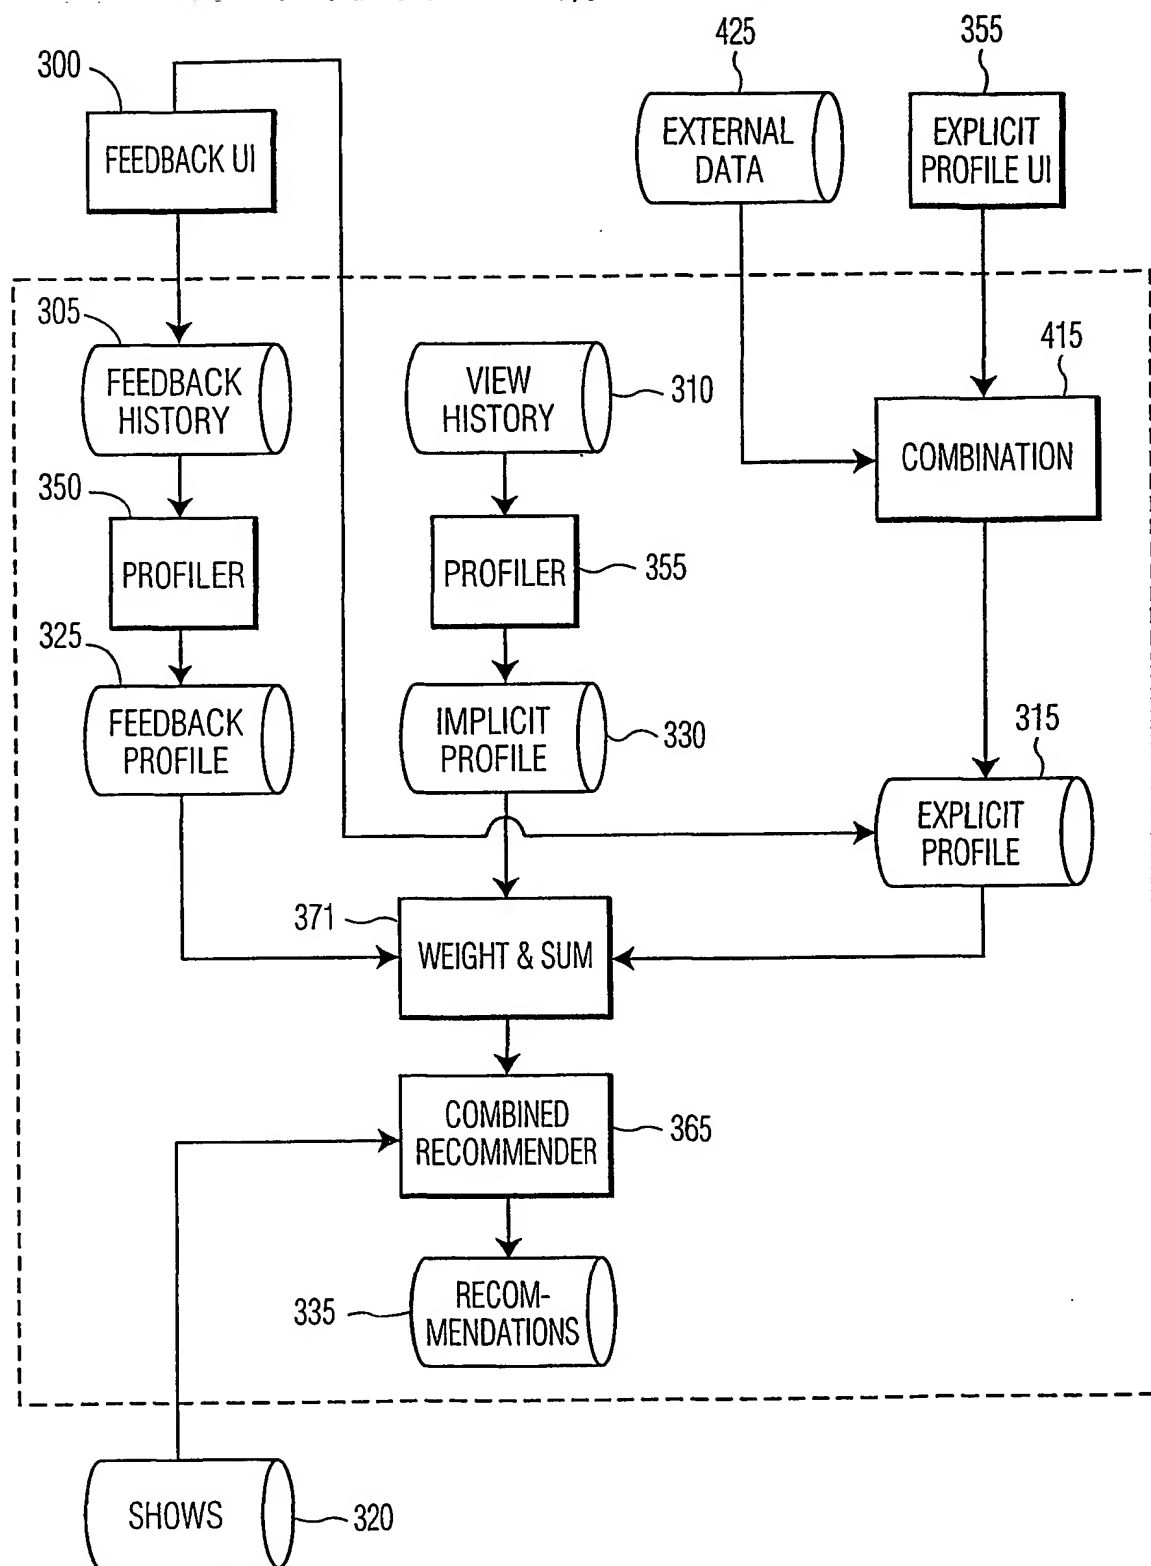 425
355
300
EXTERNAL
DATA
EXPLICIT
PROFILE UI
FEEDBACK UI
305
FEEDBACK
HISTORY
VIEW
HISTORY
310
415
COMBINATION
350
PROFILER
PROFILER
355
325
FEEDBACK
PROFILE
IMPLICIT
PROFILE
330
315
EXPLICIT
PROFILE
371
WEIGHT & SUM
COMBINED
RECOMMENDER
365
335
RECOM-
MENDATIONS
SHOWS
320